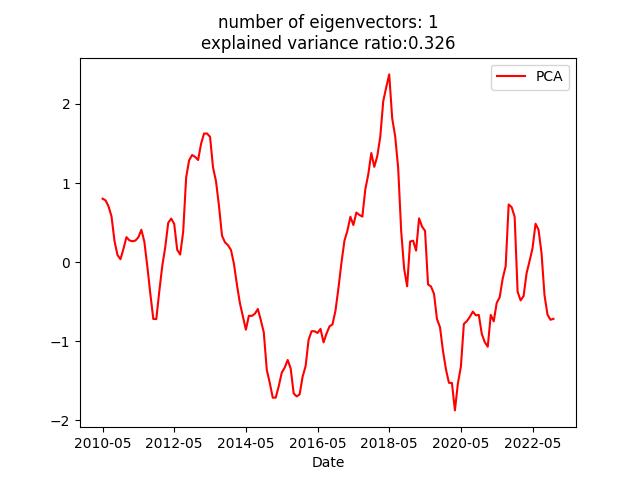 number of eigenvectors: 1
explained variance ratio:0.326
PCA
2
1
0
−1
−2
2010-05 2012-05 2014-05 2016-05 2018-05 2020-05 2022-05
Date